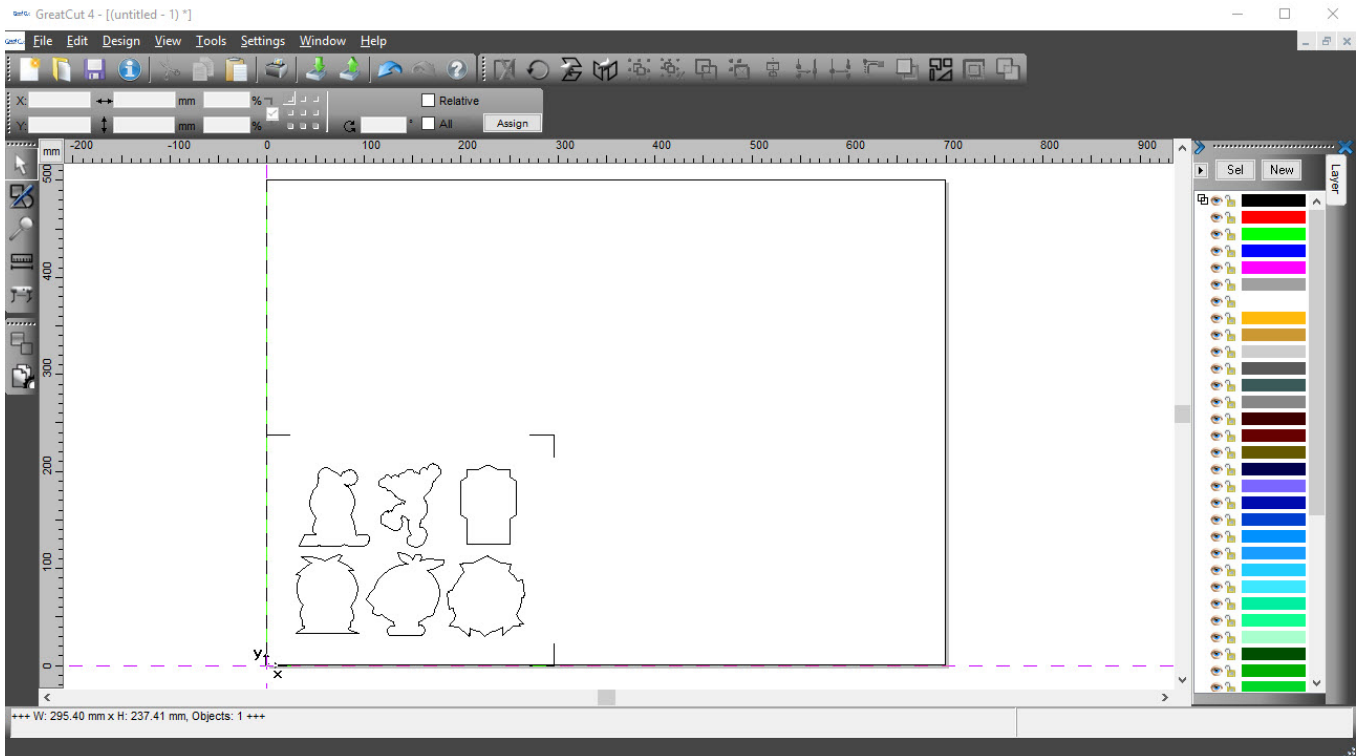 GreatCut 4 - [(untitled - 1) *]
File Edit Design View Tools Settings Window Help
X: mm % Relative
Y: mm % ° All Assign
mm -200 -100 0 100 200 300 400 500 600 700 800 900
Sel New
Layer
500
400
300
200
100
0
y
x
+++ W: 295.40 mm x H: 237.41 mm, Objects: 1 +++